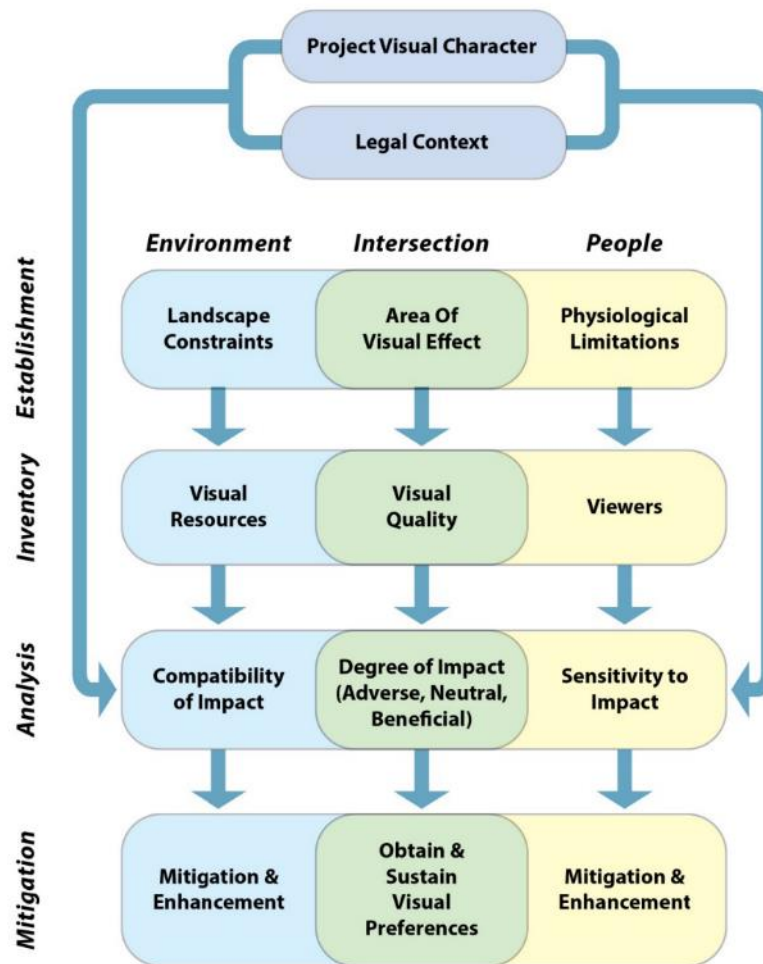 Project Visual Character
Legal Context
Environment
Intersection
People
Establishment
Landscape
Constraints
Area Of
Visual Effect
Physiological
Limitations
Inventory
Visual
Resources
Visual
Quality
Viewers
Analysis
Compatibility
of Impact
Degree of Impact
(Adverse, Neutral,
Beneficial)
Sensitivity to
Impact
Mitigation
Mitigation &
Enhancement
Obtain &
Sustain
Visual
Preferences
Mitigation &
Enhancement